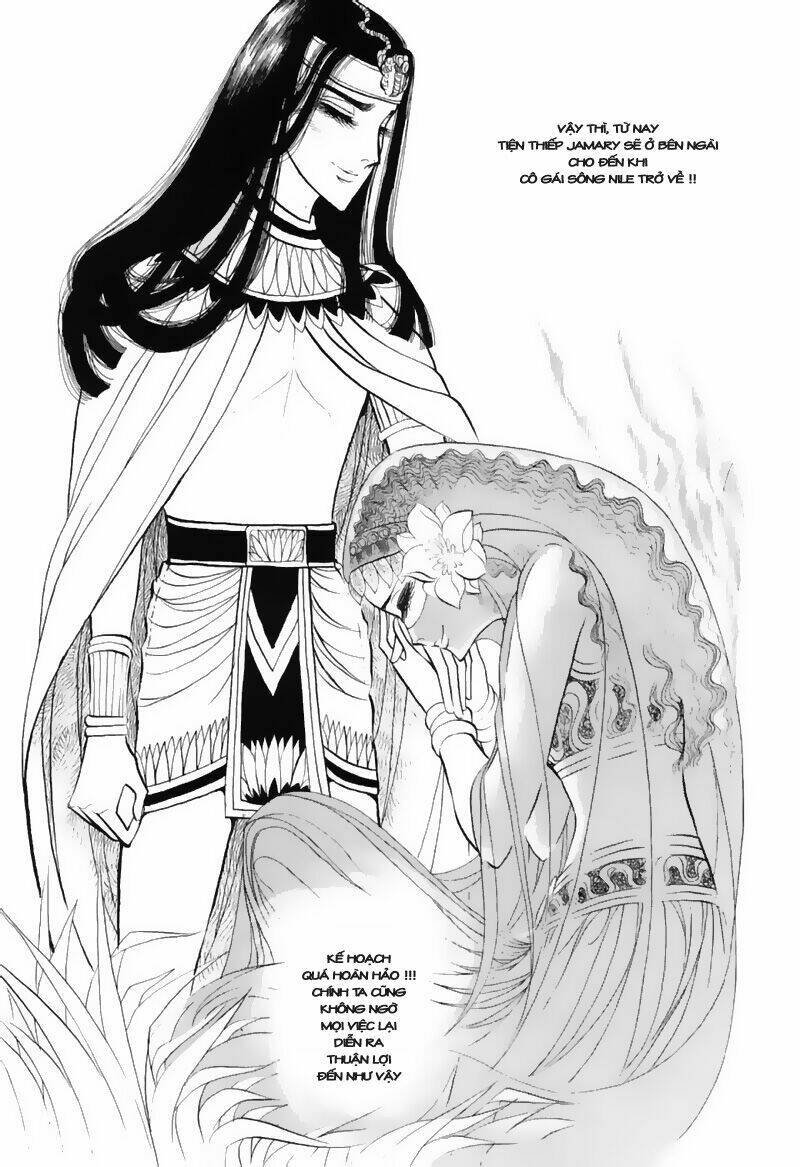 VẬY THÌ, TỪ NAY
TIỆN THIẾP JAMARY SẼ Ở BÊN NGÀI
CHO ĐẾN KHI
CÔ GÁI SÔNG NILE TRỞ VỀ !!
KẾ HOẠCH
QUÁ HOÀN HẢO !!!
CHÍNH TA CŨNG
KHÔNG NGỜ
MỌI VIỆC LẠI
DIỄN RA
THUẬN LỢI
ĐẾN NHƯ VẬY